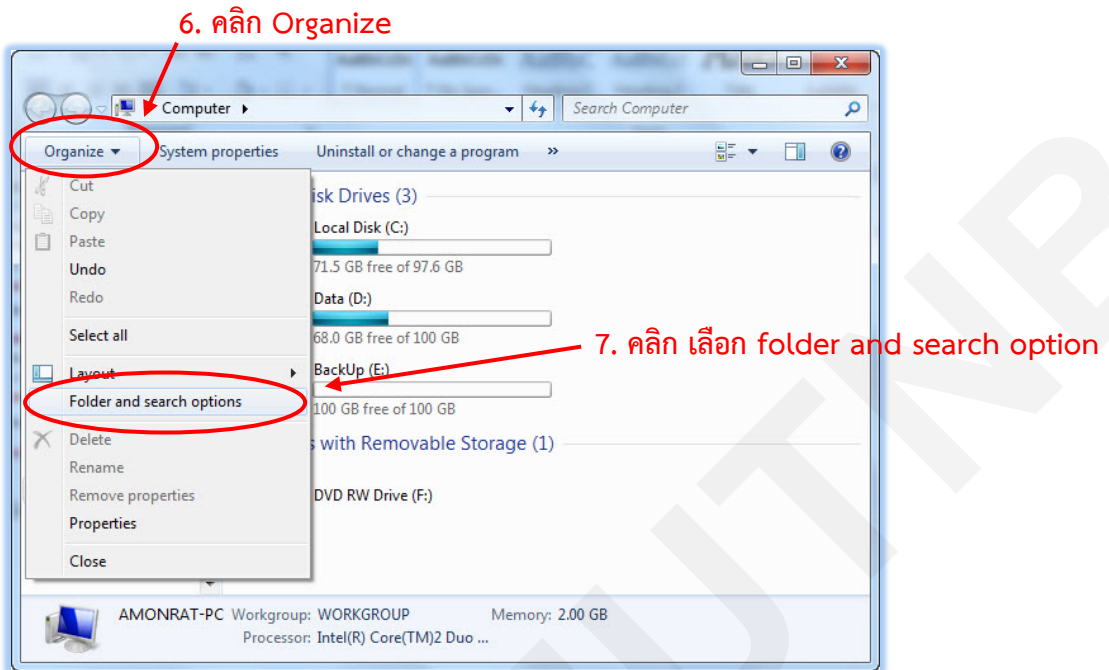 6. คลิก Organize
Computer
Search Computer
Organize
System properties
Uninstall or change a program
»
Cut
Copy
Paste
Undo
Redo
Select all
Layout
Folder and search options
Delete
Rename
Remove properties
Properties
Close
isk Drives (3)
Local Disk (C:)
71.5 GB free of 97.6 GB
Data (D:)
68.0 GB free of 100 GB
BackUp (E:)
100 GB free of 100 GB
s with Removable Storage (1)
DVD RW Drive (F:)
7. คลิก เลือก folder and search option
AMONRAT-PC Workgroup: WORKGROUP Memory: 2.00 GB
Processor: Intel(R) Core(TM)2 Duo ...